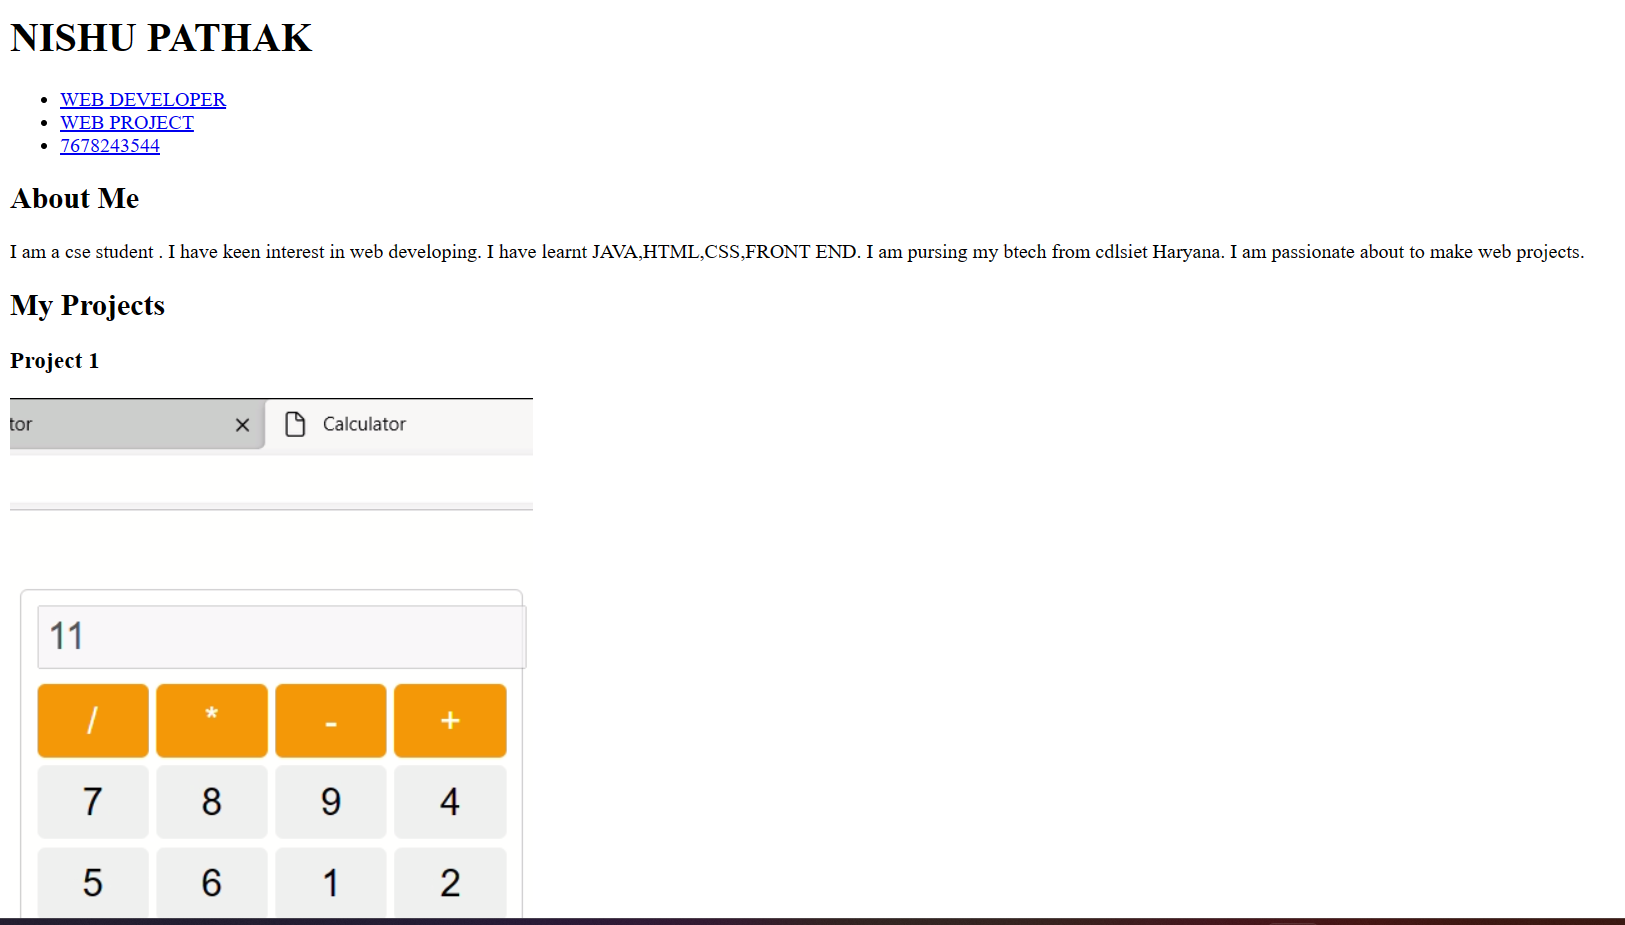 NISHU PATHAK
WEB DEVELOPER
WEB PROJECT
7678243544
About Me
I am a cse student . I have keen interest in web developing. I have learnt JAVA,HTML,CSS,FRONT END. I am pursing my btech from cdlsiet Haryana. I am passionate about to make web projects.
My Projects
Project 1
tor Calculator
11
/ * - +
7 8 9 4
5 6 1 2